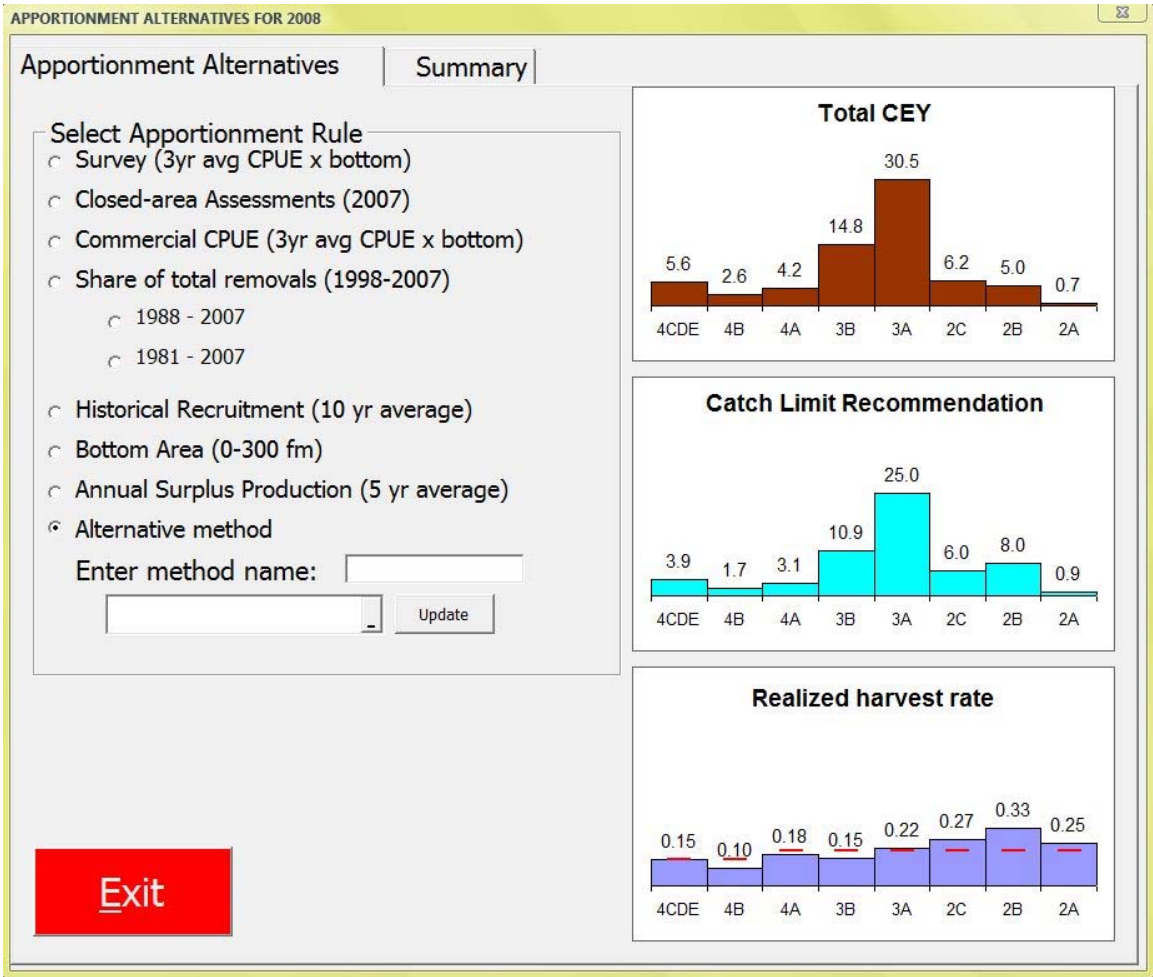 APPORTIONMENT ALTERNATIVES FOR 2008
Apportionment Alternatives
Summary
Select Apportionment Rule
Survey (3yr avg CPUE x bottom)
Closed-area Assessments (2007)
Commercial CPUE (3yr avg CPUE x bottom)
Share of total removals (1998-2007)
1988 - 2007
1981 - 2007
Historical Recruitment (10 yr average)
Bottom Area (0-300 fm)
Annual Surplus Production (5 yr average)
Alternative method
Enter method name:
Update
Exit
Total CEY
5.6 2.6 4.2 14.8 30.5 6.2 5.0 0.7
4CDE 4B 4A 3B 3A 2C 2B 2A
Catch Limit Recommendation
3.9 1.7 3.1 10.9 25.0 6.0 8.0 0.9
4CDE 4B 4A 3B 3A 2C 2B 2A
Realized harvest rate
0.15 0.10 0.18 0.15 0.22 0.27 0.33 0.25
4CDE 4B 4A 3B 3A 2C 2B 2A